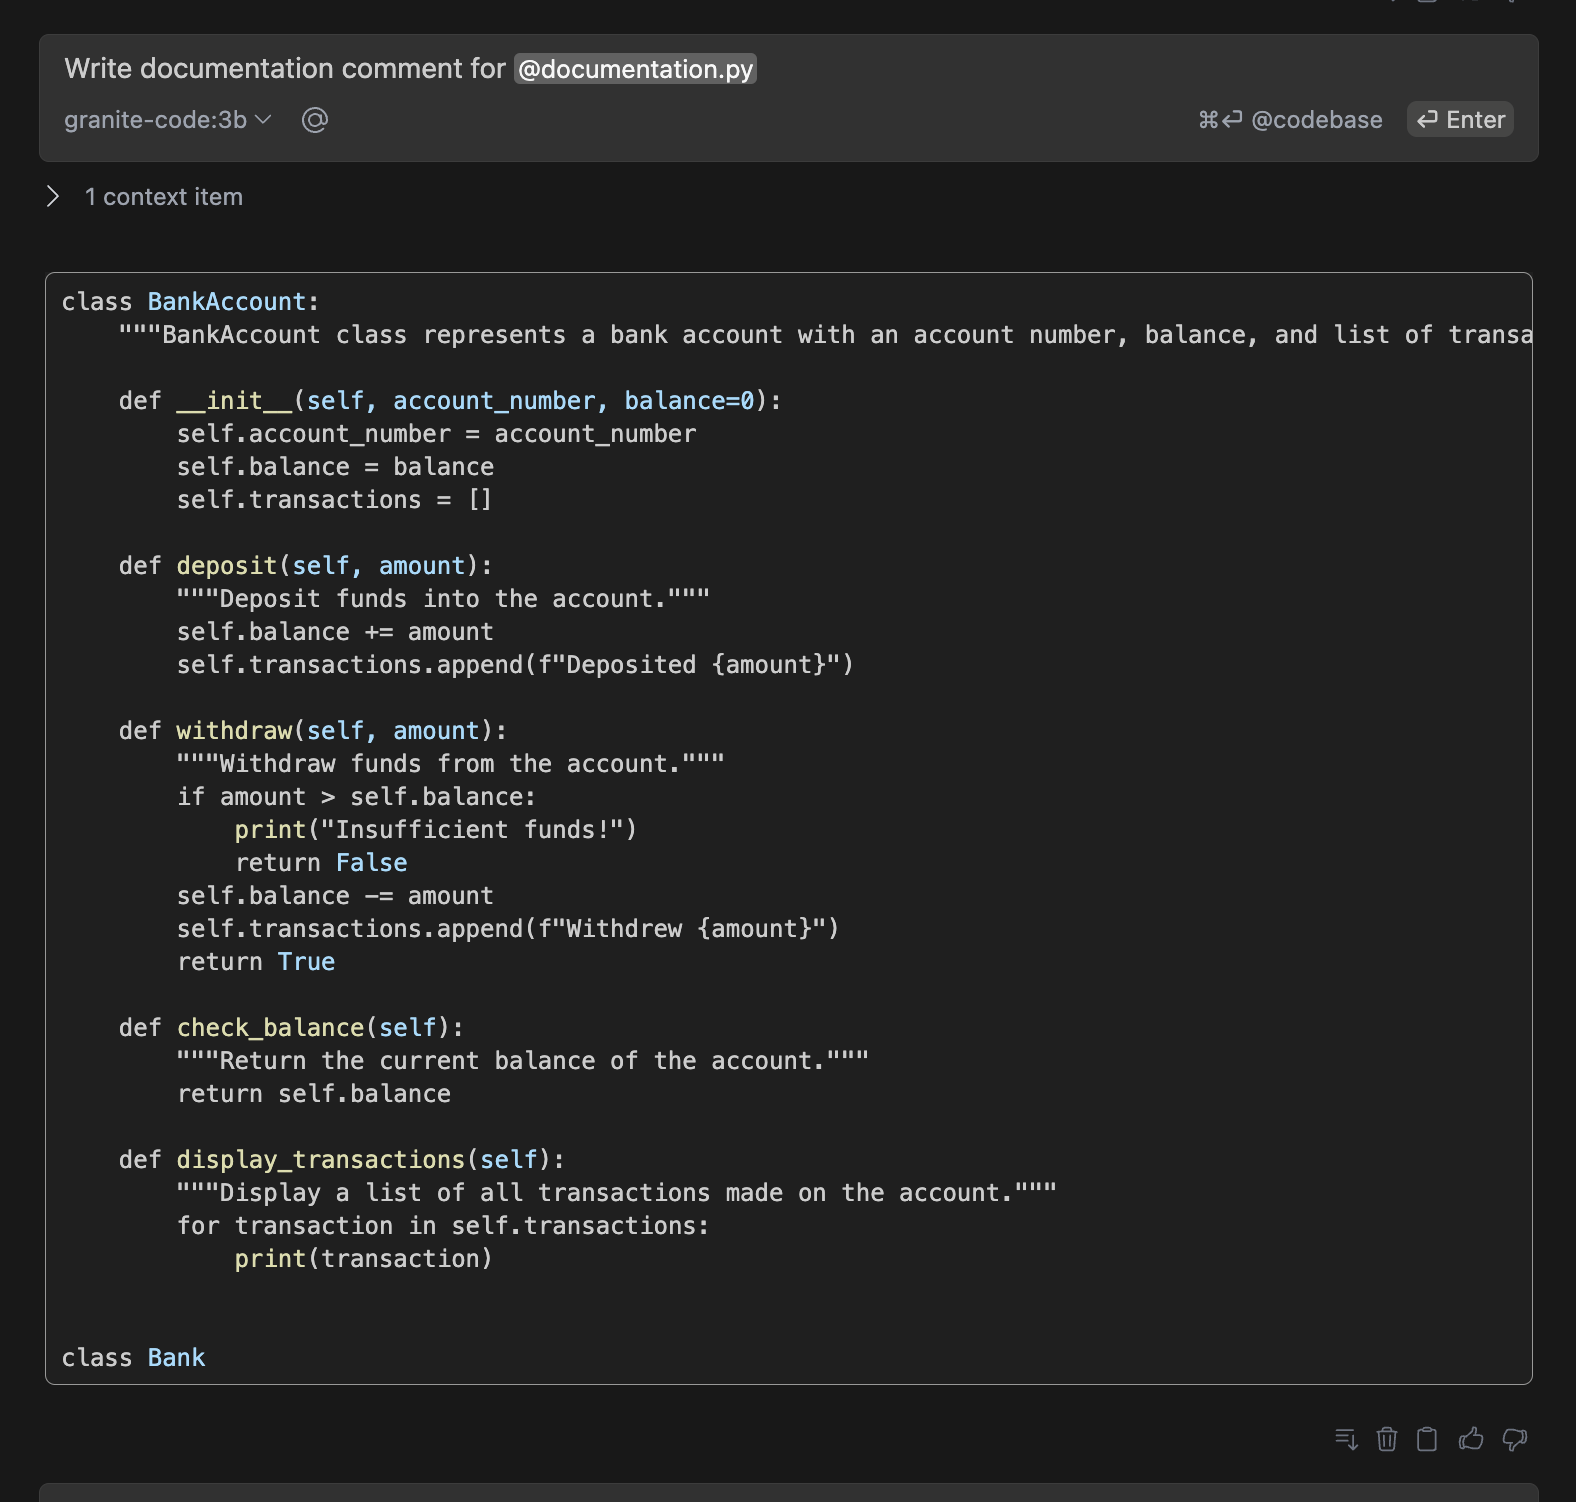 Write documentation comment for @documentation.py
granite-code:3b @ ⌘⏎ @codebase ⏎ Enter
1 context item
class BankAccount:
    """BankAccount class represents a bank account with an account number, balance, and list of transa

    def __init__(self, account_number, balance=0):
        self.account_number = account_number
        self.balance = balance
        self.transactions = []

    def deposit(self, amount):
        """Deposit funds into the account."""
        self.balance += amount
        self.transactions.append(f"Deposited {amount}")

    def withdraw(self, amount):
        """Withdraw funds from the account."""
        if amount > self.balance:
            print("Insufficient funds!")
            return False
        self.balance -= amount
        self.transactions.append(f"Withdrew {amount}")
        return True

    def check_balance(self):
        """Return the current balance of the account."""
        return self.balance

    def display_transactions(self):
        """Display a list of all transactions made on the account."""
        for transaction in self.transactions:
            print(transaction)


class Bank